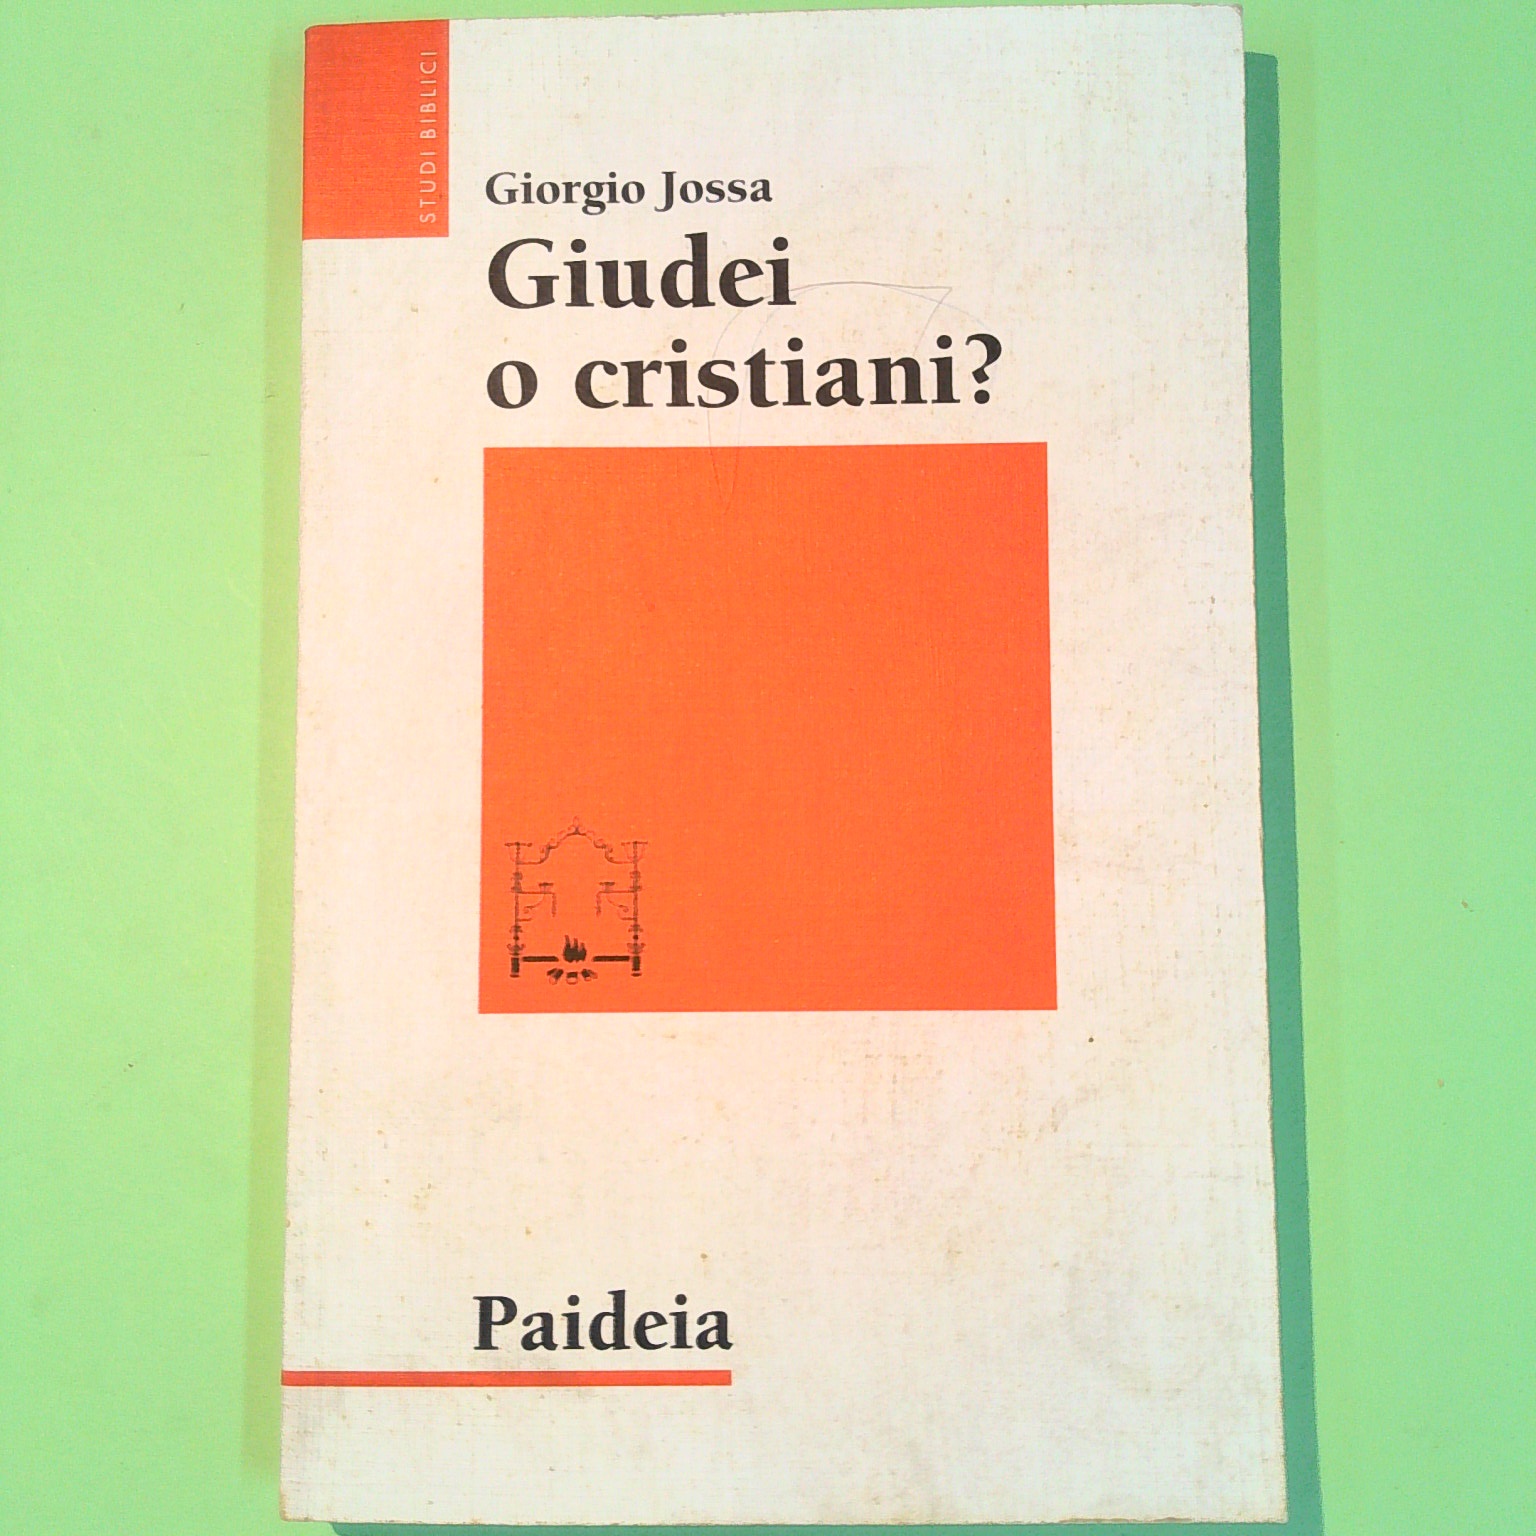 STUDI BIBLICI
Giorgio Jossa
Giudei
o cristiani?
Paideia